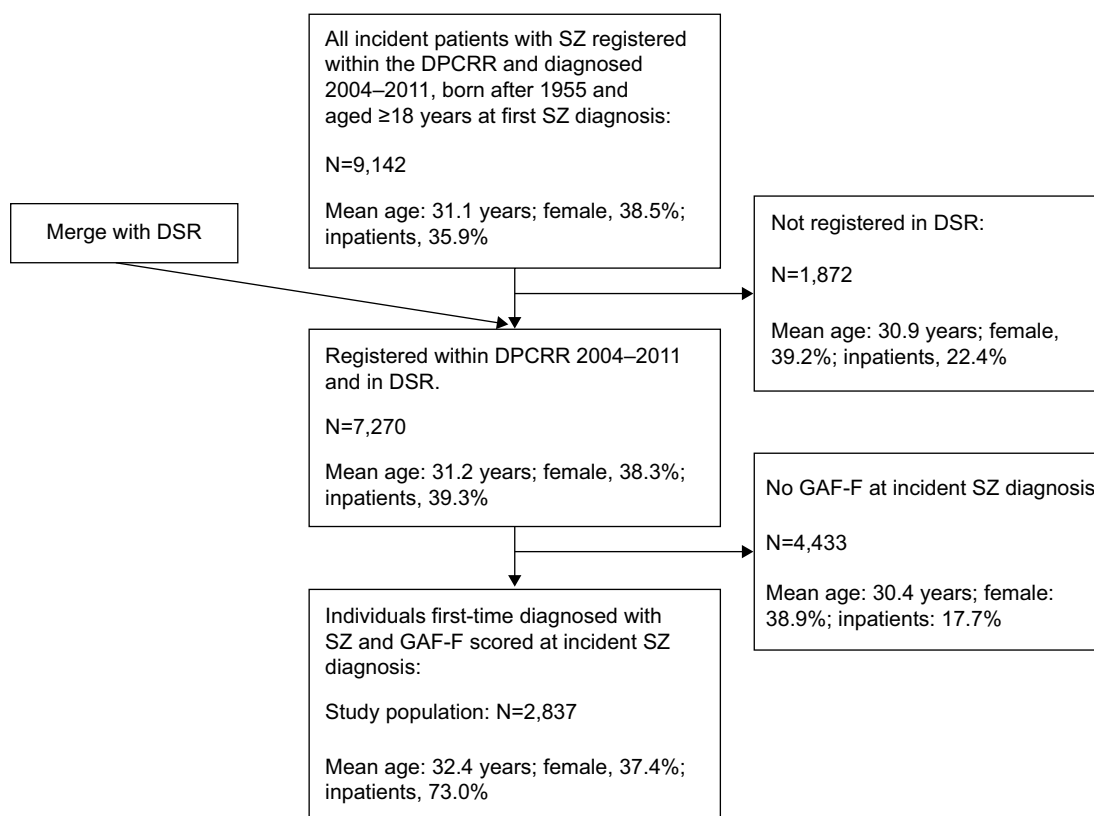 All incident patients with SZ registered
within the DPCRR and diagnosed
2004–2011, born after 1955 and
aged ≥18 years at first SZ diagnosis:
N=9,142
Mean age: 31.1 years; female, 38.5%;
inpatients, 35.9%
Merge with DSR
Not registered in DSR:
N=1,872
Mean age: 30.9 years; female,
39.2%; inpatients, 22.4%
Registered within DPCRR 2004–2011
and in DSR.
N=7,270
Mean age: 31.2 years; female, 38.3%;
inpatients, 39.3%
No GAF-F at incident SZ diagnosis
N=4,433
Mean age: 30.4 years; female:
38.9%; inpatients: 17.7%
Individuals first-time diagnosed with
SZ and GAF-F scored at incident SZ
diagnosis:
Study population: N=2,837
Mean age: 32.4 years; female, 37.4%;
inpatients, 73.0%